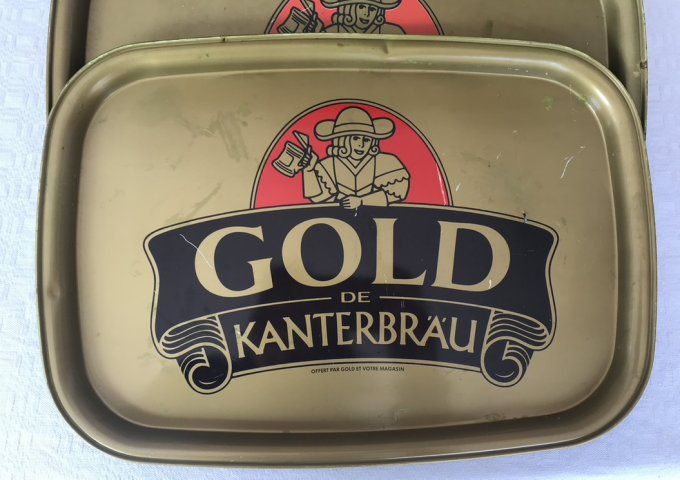 GOLD
DE
KANTERBRÄU
OFFERT PAR GOLD ET VOTRE MAGASIN